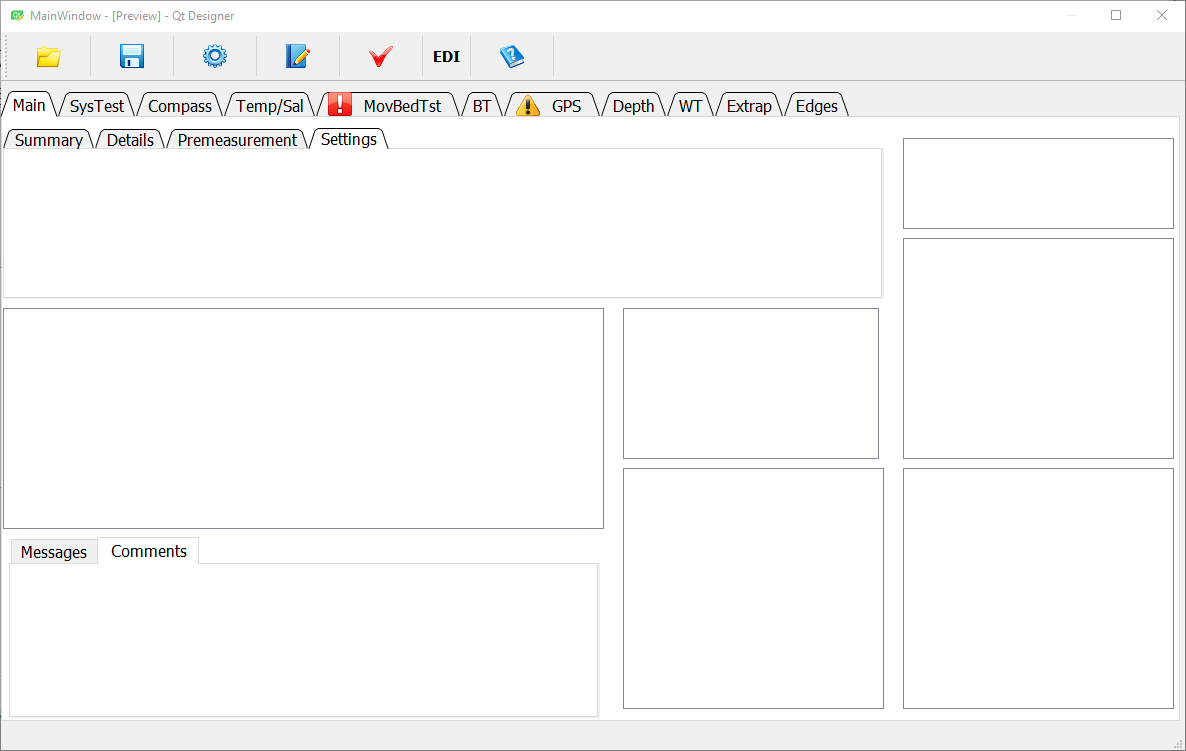 MainWindow - [Preview] - Qt Designer
EDI
Main SysTest Compass Temp/Sal MovBedTst BT GPS Depth WT Extrap Edges
Summary Details Premeasurement Settings
Messages Comments